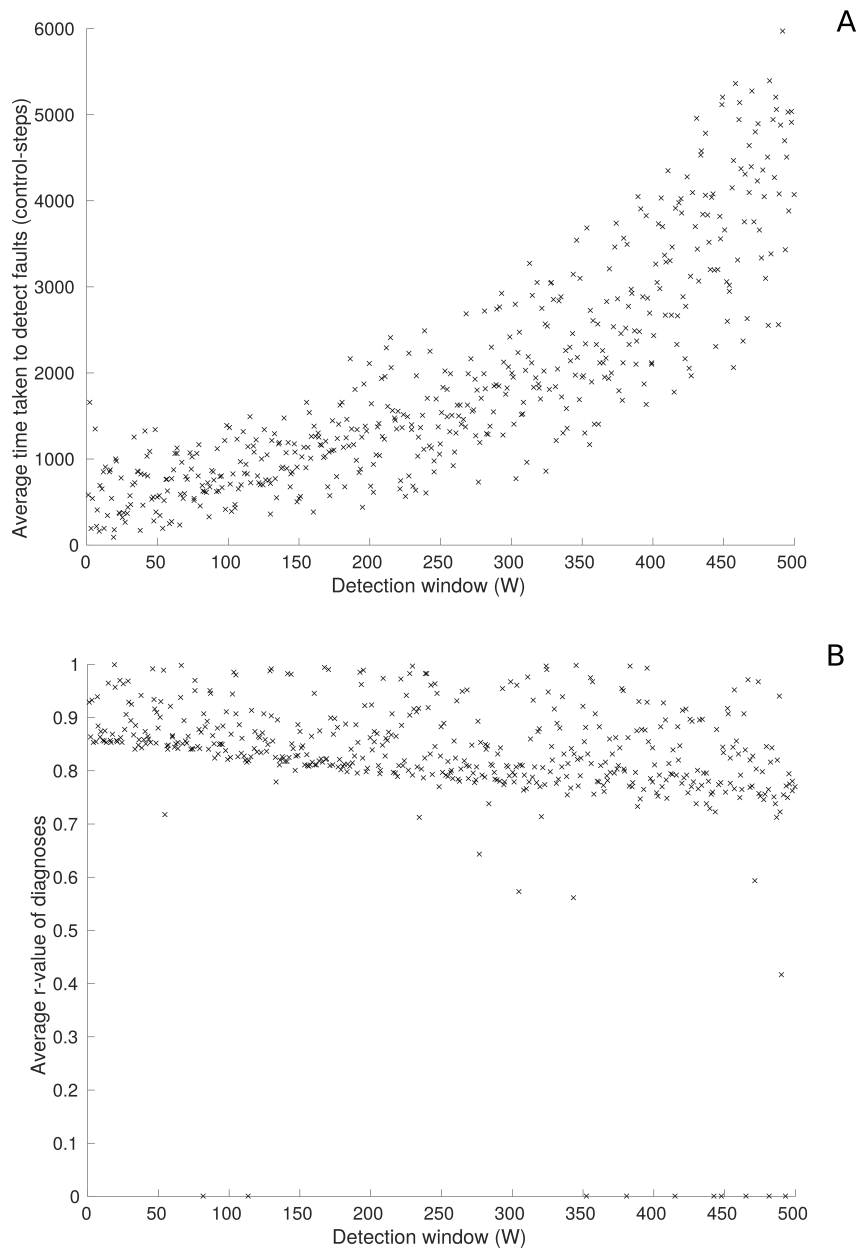 A
6000
5000
4000
3000
2000
1000
0
Average time taken to detect faults (control-steps)
0 50 100 150 200 250 300 350 400 450 500
Detection window (W)
B
1
0.9
0.8
0.7
0.6
0.5
0.4
0.3
0.2
0.1
0
Average r-value of diagnoses
0 50 100 150 200 250 300 350 400 450 500
Detection window (W)